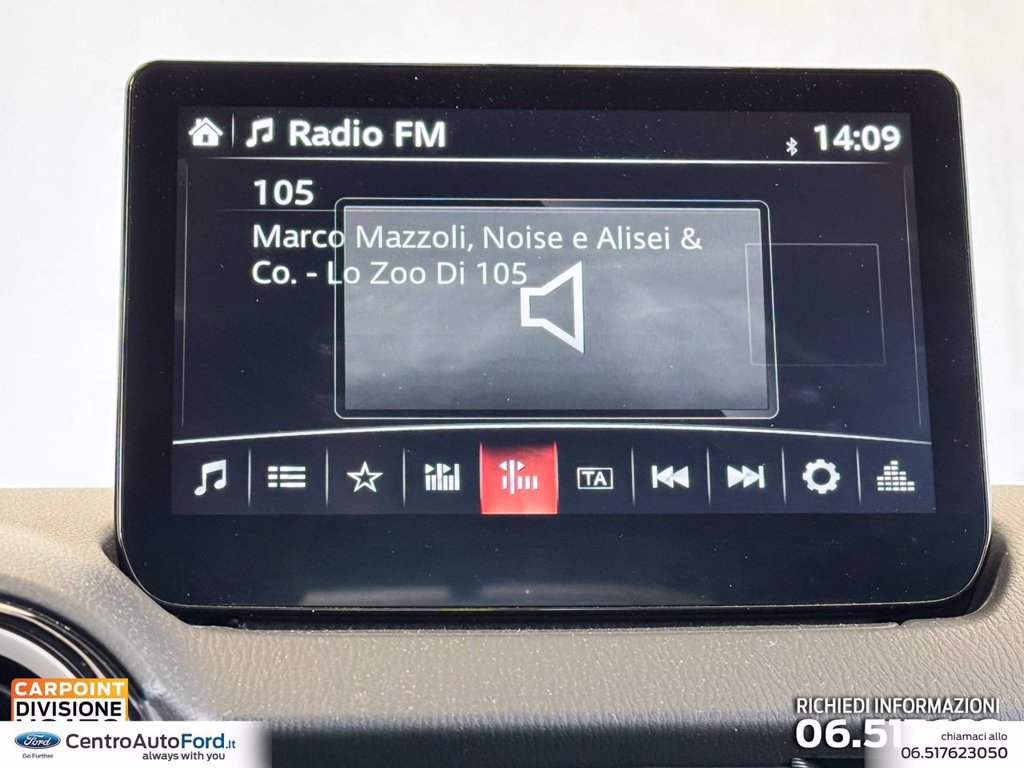 Radio FM
14:09
105
Marco Mazzoli, Noise e Alisei &
Co. - Lo Zoo Di 105
TA
CARPOINT
DIVISIONE
RICHIEDI INFORMAZIONI
chiamaci allo
06.517623050
Ford
Go Further
CentroAutoFord.it
always with you